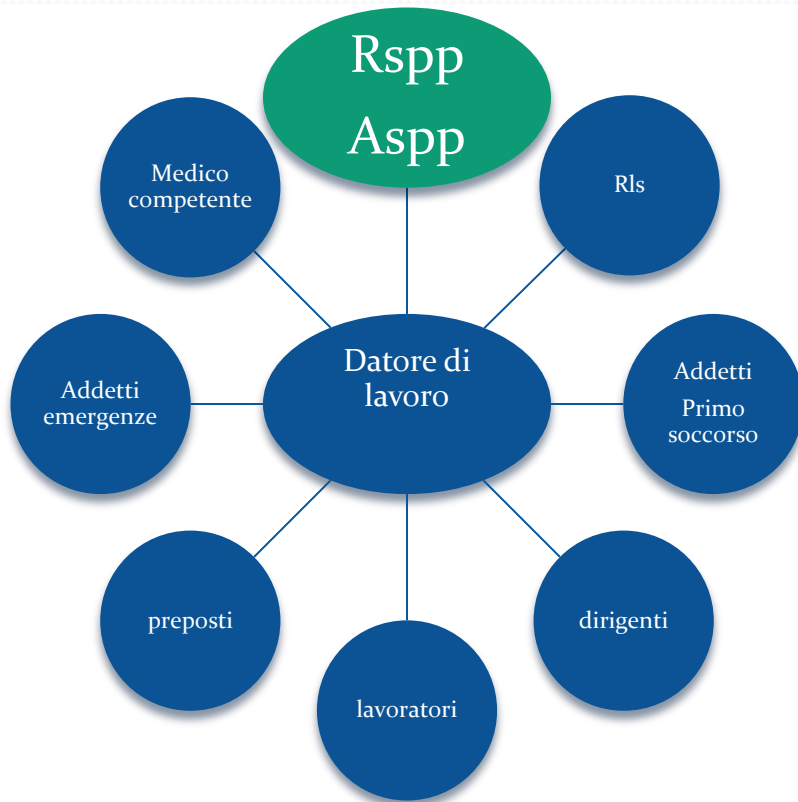 Rspp
Aspp
Medico
competente
Rls
Datore di
lavoro
Addetti
emergenze
Addetti
Primo
soccorso
preposti
dirigenti
lavoratori